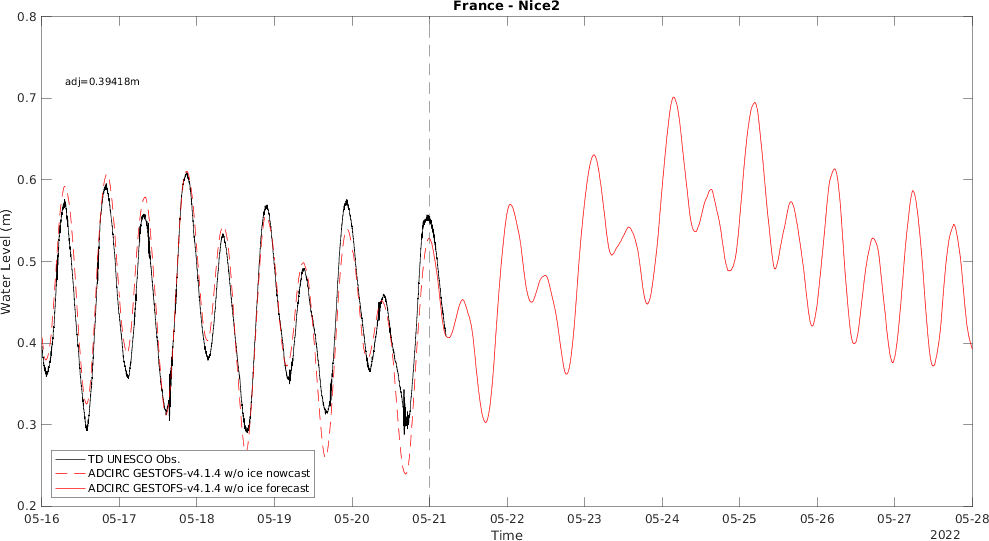 France - Nice2
adj=0.39418m
Water Level (m)
0.8
0.7
0.6
0.5
0.4
0.3
0.2
TD UNESCO Obs.
ADCIRC GESTOFS-v4.1.4 w/o ice nowcast
ADCIRC GESTOFS-v4.1.4 w/o ice forecast
05-16 05-17 05-18 05-19 05-20 05-21 05-22 05-23 05-24 05-25 05-26 05-27 05-28
Time
2022